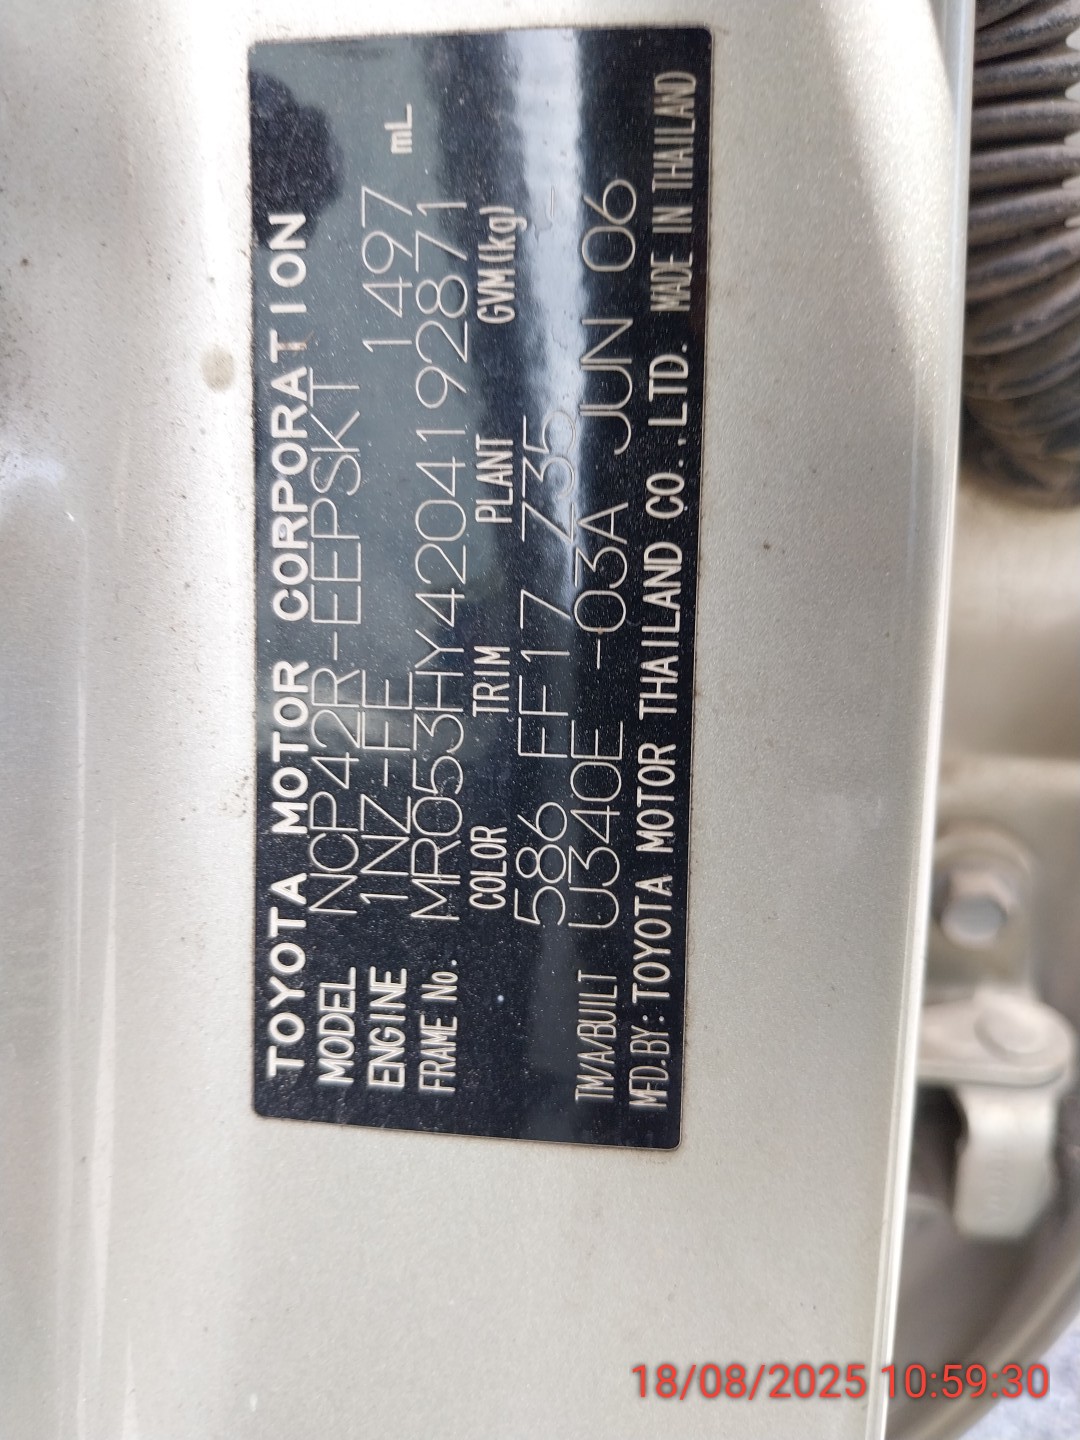 TOYOTA MOTOR CORPORATION
MODEL NCP42R-EEPSKT
ENGINE 1NZ-FE 1497 mL
FRAME No. MR053HY4204192871
COLOR TRIM PLANT GVM(kg)
586 FF17 Z35 -
TM/A/BUILT U340E -03A JUN 06
MFD.BY: TOYOTA MOTOR THAILAND CO.,LTD. MADE IN THAILAND
18/08/2025 10:59:30